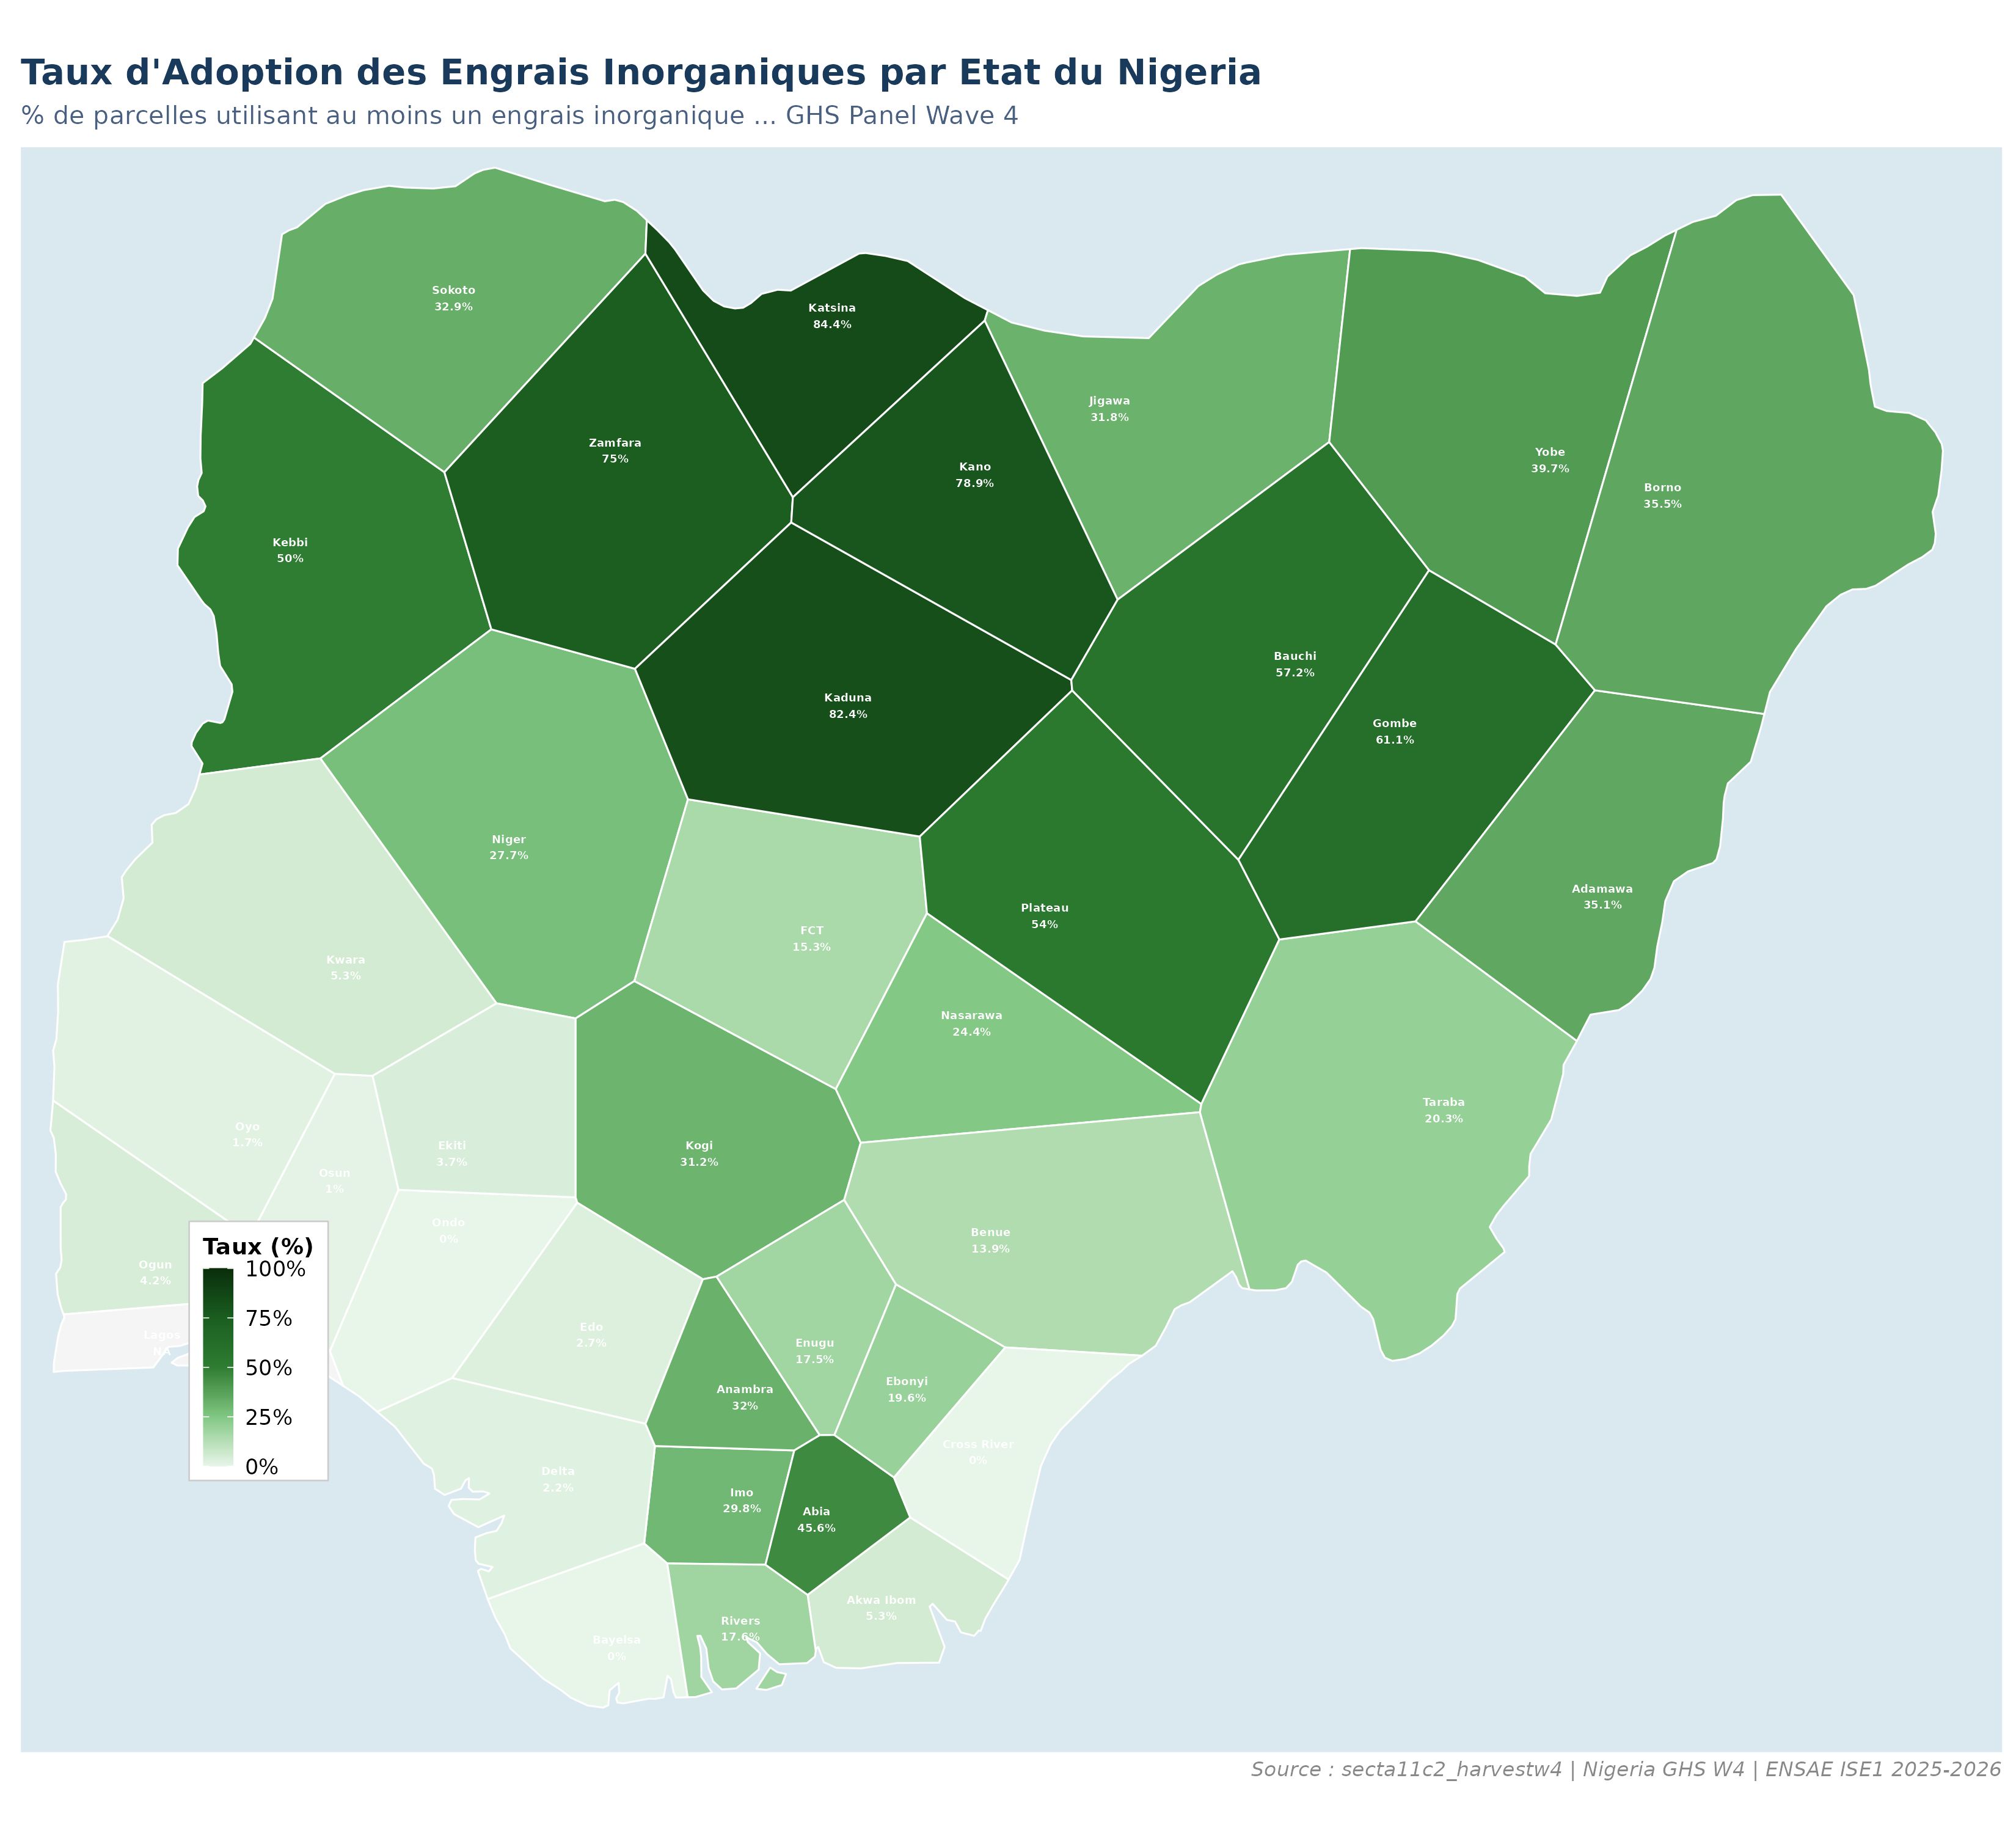 Taux d'Adoption des Engrais Inorganiques par Etat du Nigeria
% de parcelles utilisant au moins un engrais inorganique ... GHS Panel Wave 4
Sokoto
32.9%
Katsina
84.4%
Jigawa
31.8%
Zamfara
75%
Kano
78.9%
Yobe
39.7%
Borno
35.5%
Kebbi
50%
Bauchi
57.2%
Kaduna
82.4%
Gombe
61.1%
Niger
27.7%
Adamawa
35.1%
Plateau
54%
FCT
15.3%
Kwara
5.3%
Nasarawa
24.4%
Taraba
20.3%
Oyo
1.7%
Ekiti
3.7%
Kogi
31.2%
Osun
1%
Ondo
0%
Benue
13.9%
Ogun
4.2%
Lagos
NA
Edo
2.7%
Enugu
17.5%
Anambra
32%
Ebonyi
19.6%
Cross River
0%
Delta
2.2%
Imo
29.8%
Abia
45.6%
Akwa Ibom
5.3%
Rivers
17.6%
Bayelsa
0%
Taux (%)
100%
75%
50%
25%
0%
Source : secta11c2_harvestw4 | Nigeria GHS W4 | ENSAE ISE1 2025-2026